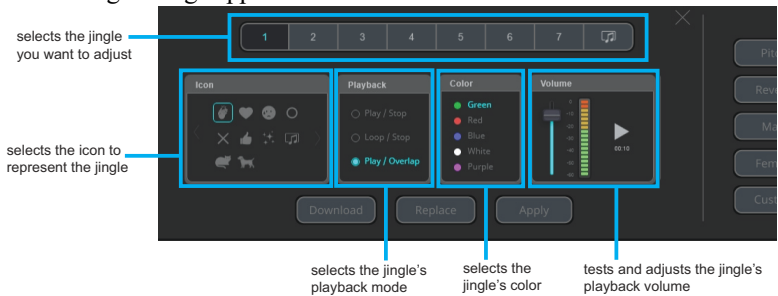 selects the jingle
you want to adjust
1 2 3 4 5 6 7
Icon
Playback
Play / Stop
Loop / Stop
Play / Overlap
Color
Green
Red
Blue
White
Purple
Volume
00:10
selects the icon to
represent the jingle
Download Replace Apply
selects the jingle's
playback mode
selects the
jingle's color
tests and adjusts the jingle's
playback volume